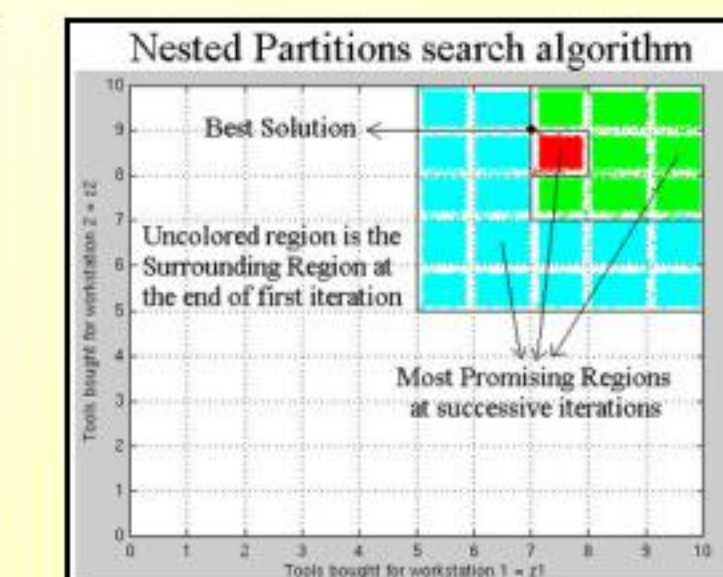 Nested Partitions search algorithm
10
9
8
7
6
5
4
3
2
1
0
Tools bought for workstation 2 = z2
Best Solution
Uncolored region is the
Surrounding Region at
the end of first iteration
Most Promising Regions
at successive iterations
0 1 2 3 4 5 6 7 8 9 10
Tools bought for workstation 1 = z1